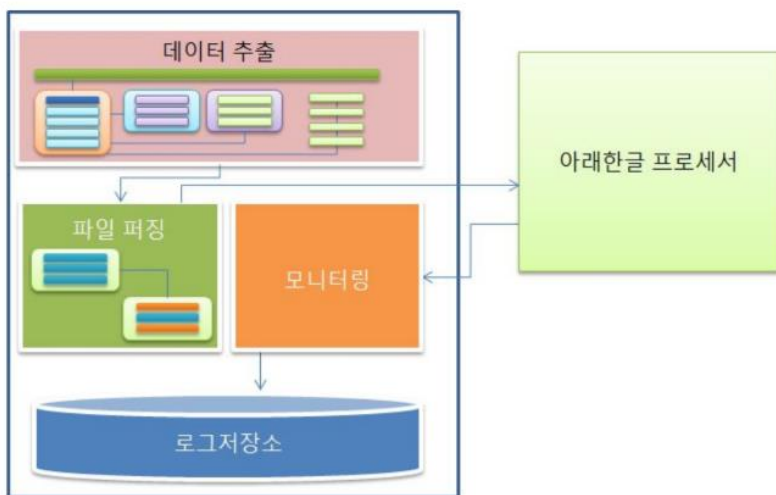 데이터 추출
아래한글 프로세서
파일 퍼징
모니터링
로그저장소